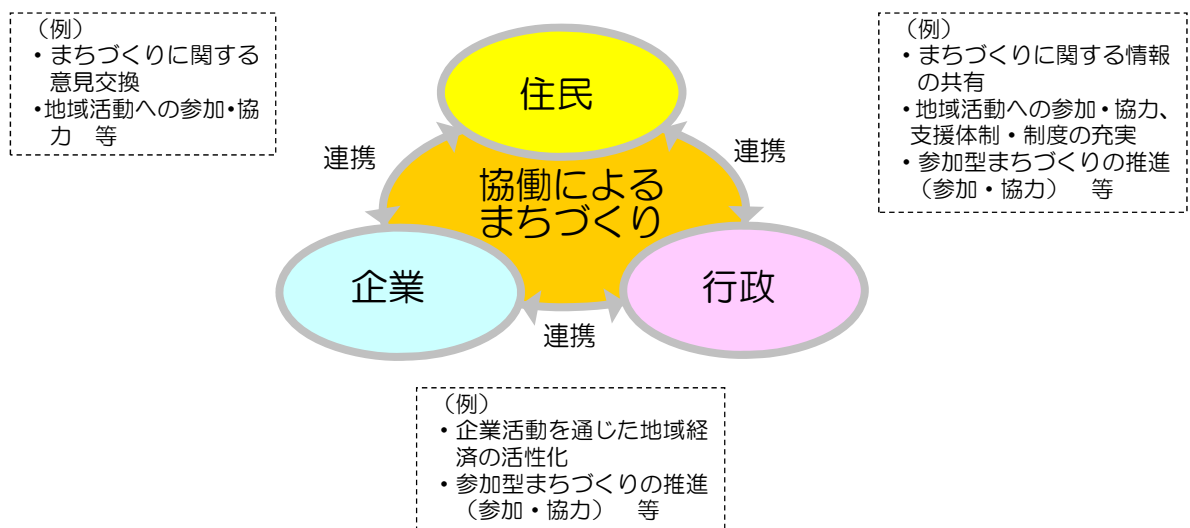 （例）
・まちづくりに関する
意見交換
・地域活動への参加・協
力　等
（例）
・まちづくりに関する情報
の共有
・地域活動への参加・協力、
支援体制・制度の充実
・参加型まちづくりの推進
（参加・協力）　等
住民
連携
連携
協働による
まちづくり
企業
行政
連携
（例）
・企業活動を通じた地域経
済の活性化
・参加型まちづくりの推進
（参加・協力）　等